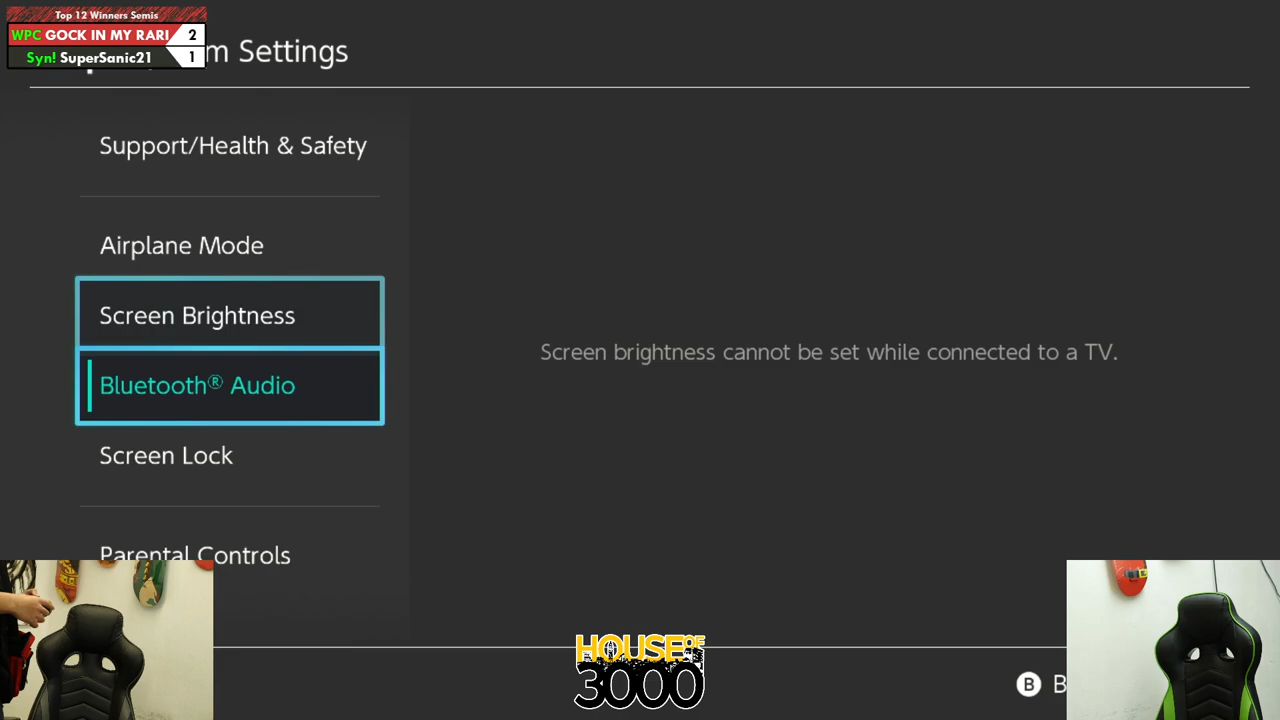 Top 12 Winners Semis
WPC GOCK IN MY RARI 2
Syn! SuperSanic21 1
m Settings
Support/Health & Safety
Airplane Mode
Screen Brightness
Bluetooth® Audio
Screen Lock
Parental Controls
Screen brightness cannot be set while connected to a TV.
HOUSE OF
3000
B B